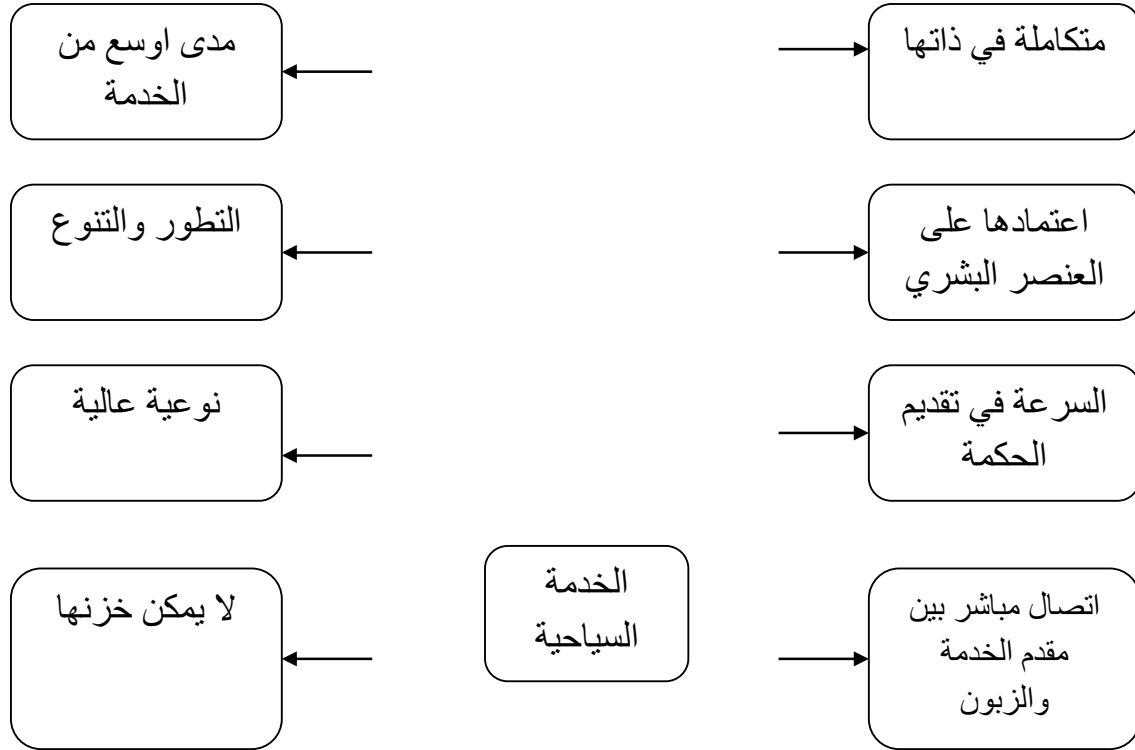 متكاملة في ذاتها
مدى اوسع من
الخدمة
اعتمادها على
العنصر البشري
التطور والتنوع
السرعة في تقديم
الحكمة
نوعية عالية
اتصال مباشر بين
مقدم الخدمة
والزبون
الخدمة
السياحية
لا يمكن خزنها